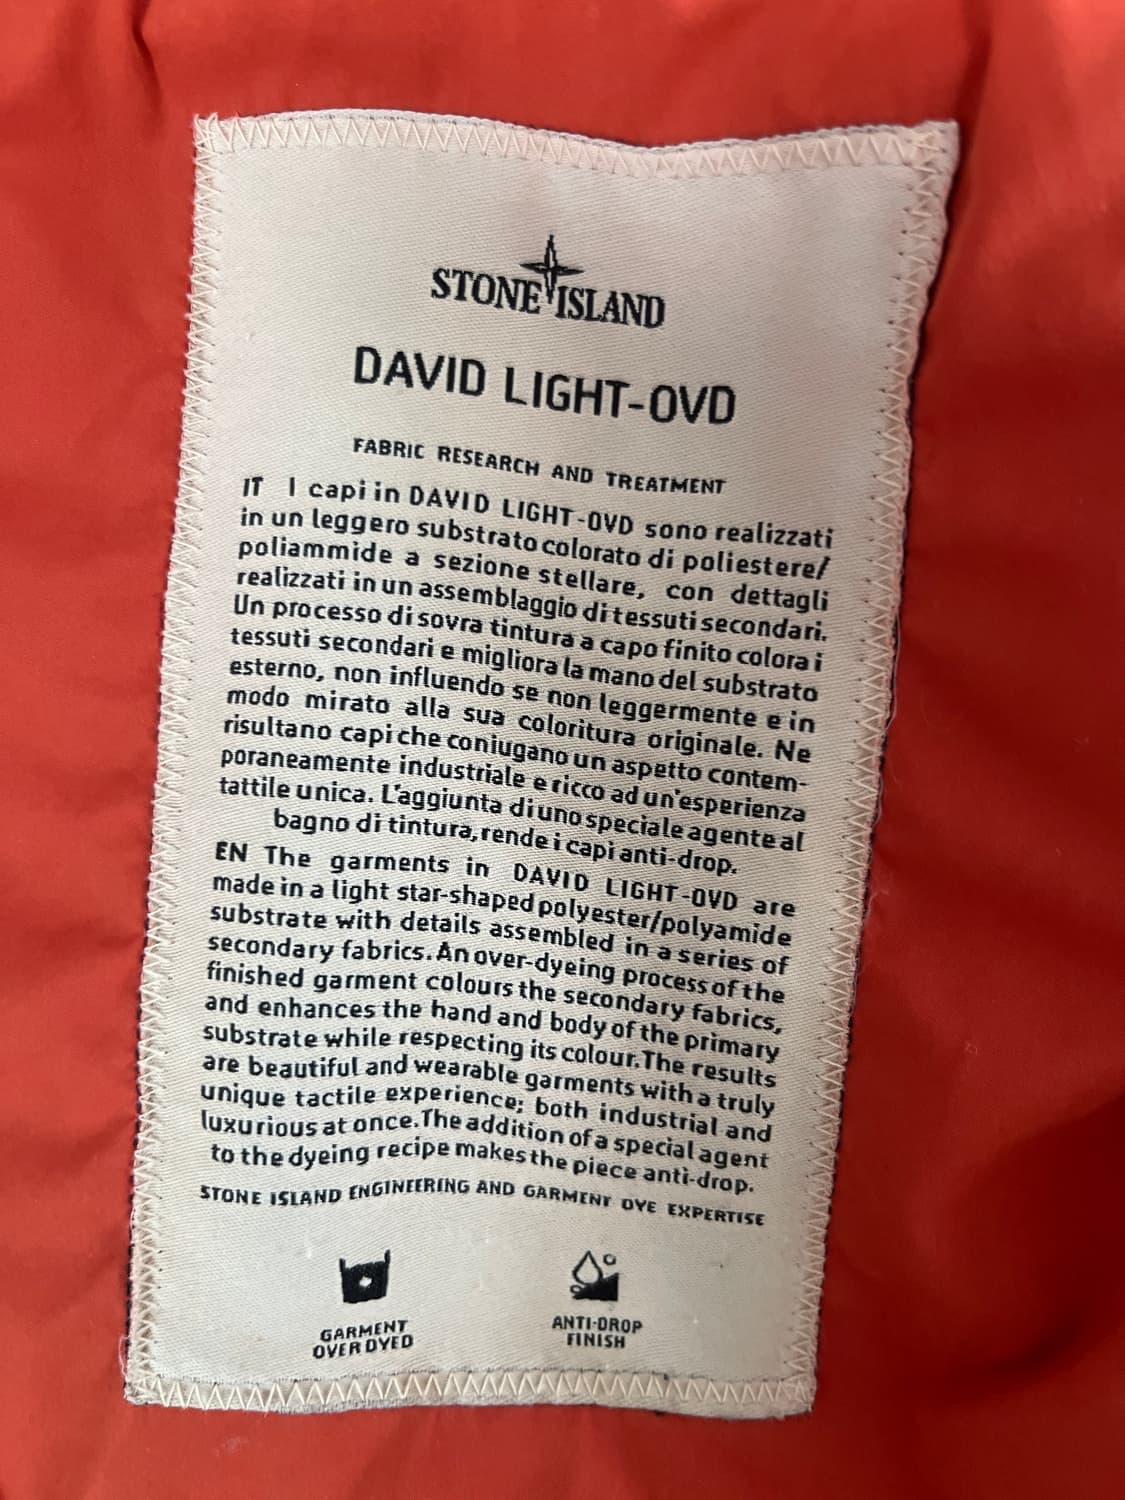 STONE ISLAND
DAVID LIGHT-OVD
FABRIC RESEARCH AND TREATMENT
IT I capi in DAVID LIGHT-OVD sono realizzati
in un leggero substrato colorato di poliestere/
poliammide a sezione stellare, con dettagli
realizzati in un assemblaggio di tessuti secondari.
Un processo di sovra tintura a capo finito colora i
tessuti secondari e migliora la mano del substrato
esterno, non influendo se non leggermente e in
modo mirato alla sua coloritura originale. Ne
risultano capi che coniugano un aspetto contem-
poraneamente industriale e ricco ad un'esperienza
tattile unica. L'aggiunta di uno speciale agente al
bagno di tintura, rende i capi anti-drop.
EN The garments in DAVID LIGHT-OVD are
made in a light star-shaped polyester/polyamide
substrate with details assembled in a series of
secondary fabrics. An over-dyeing process of the
finished garment colours the secondary fabrics,
and enhances the hand and body of the primary
substrate while respecting its colour. The results
are beautiful and wearable garments with a truly
unique tactile experience; both industrial and
luxurious at once. The addition of a special agent
to the dyeing recipe makes the piece anti-drop.
STONE ISLAND ENGINEERING AND GARMENT DYE EXPERTISE
GARMENT
OVER DYED
ANTI-DROP
FINISH